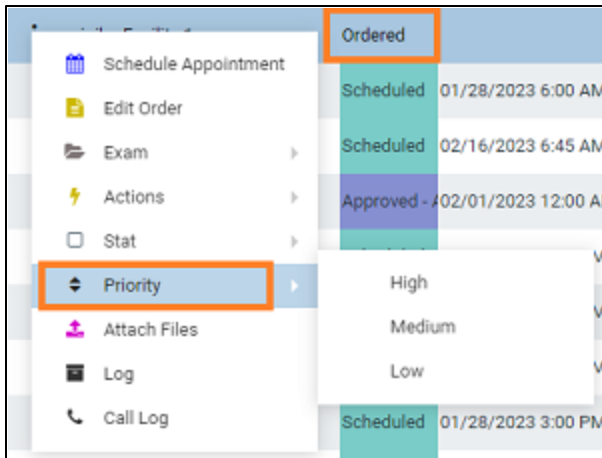 Ordered
Schedule Appointment
Scheduled 01/28/2023 6:00 AM
Edit Order
Exam
Scheduled 02/16/2023 6:45 AM
Actions
Approved - 02/01/2023 12:00
Stat
Priority
High
Attach Files
Medium
Log
Low
Call Log
Scheduled 01/28/2023 3:00 PM